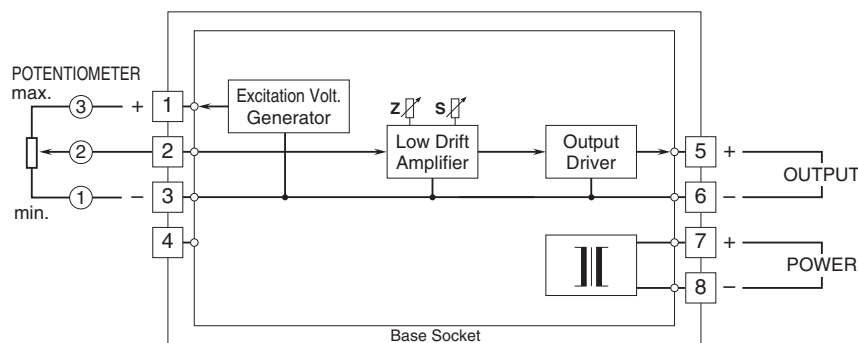 POTENTIOMETER
max.
3 + 1
Excitation Volt.
Generator
Z S
2 2
Low Drift
Amplifier
Output
Driver
5 +
OUTPUT
1 – 3
6 –
min.
4
7 +
POWER
8 –
Base Socket